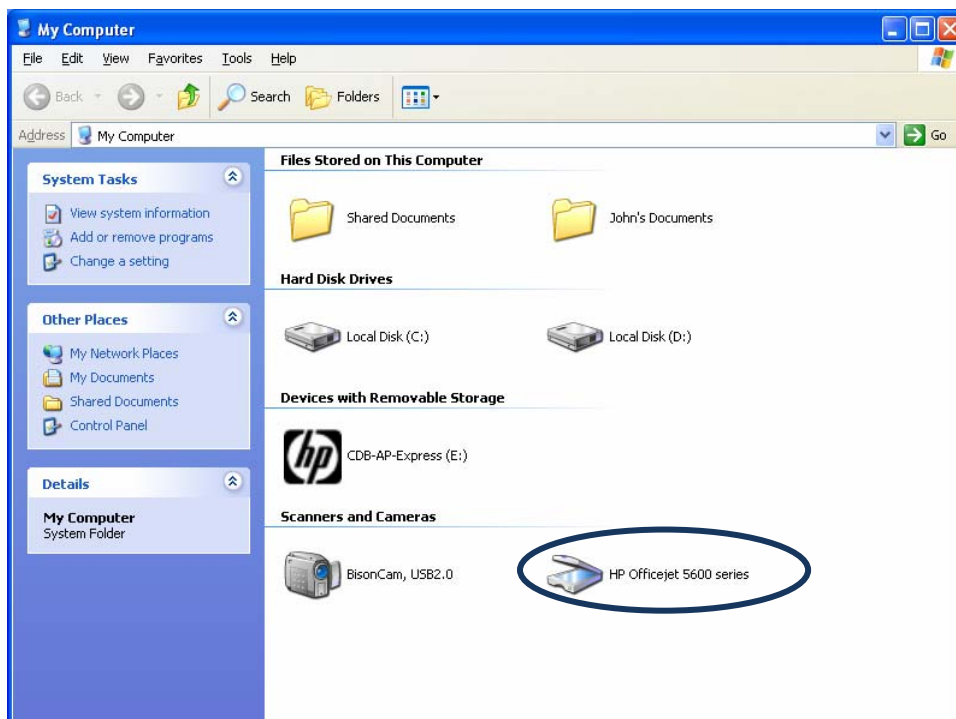 My Computer
File Edit View Favorites Tools Help
Back Search Folders
Address My Computer Go
System Tasks
View system information
Add or remove programs
Change a setting
Other Places
My Network Places
My Documents
Shared Documents
Control Panel
Details
My Computer
System Folder
Files Stored on This Computer
Shared Documents John's Documents
Hard Disk Drives
Local Disk (C:) Local Disk (D:)
Devices with Removable Storage
hp CDB-AP-Express (E:)
Scanners and Cameras
BisonCam, USB2.0 HP Officejet 5600 series